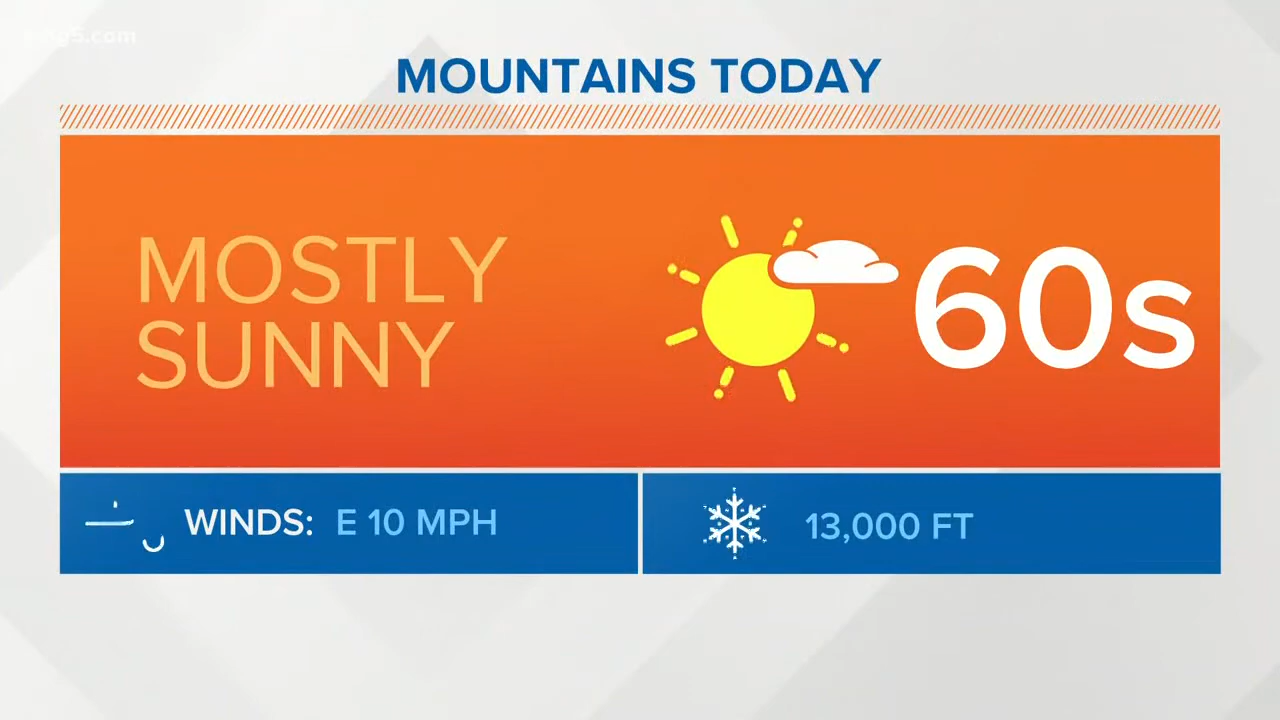 MOUNTAINS TODAY
MOSTLY
SUNNY
60s
WINDS: E 10 MPH
13,000 FT